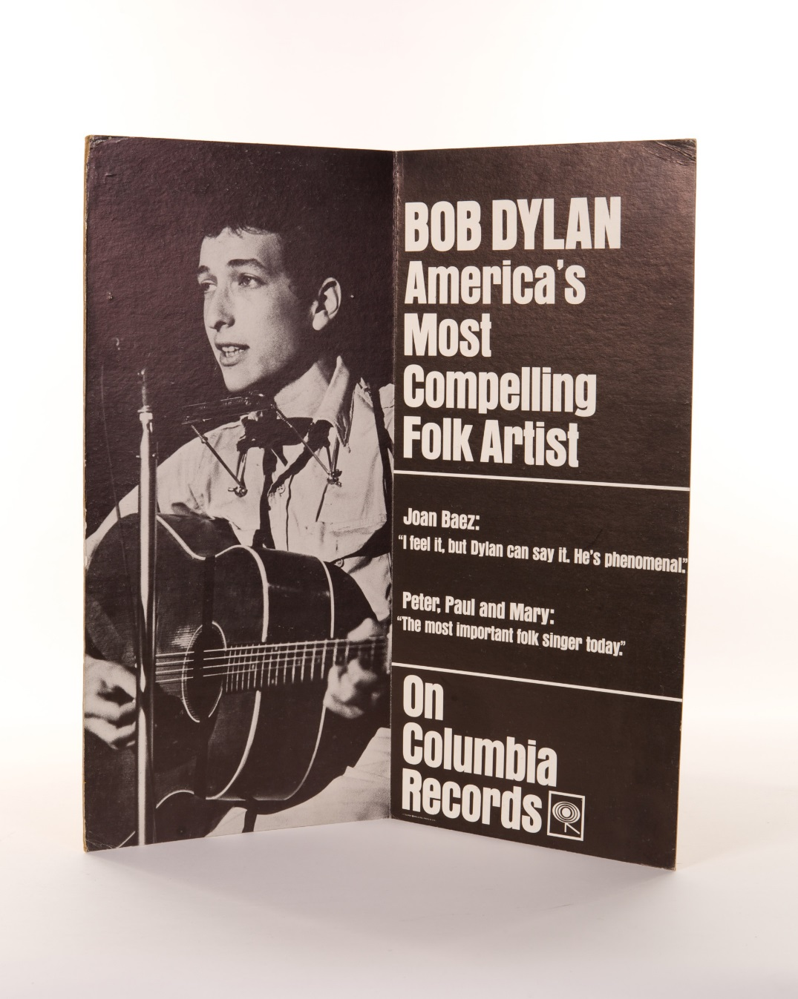 BOB DYLAN
America's
Most
Compelling
Folk Artist
Joan Baez:
“I feel it, but Dylan can say it. He's phenomenal.”
Peter, Paul and Mary:
“The most important folk singer today.”
On
Columbia
Records